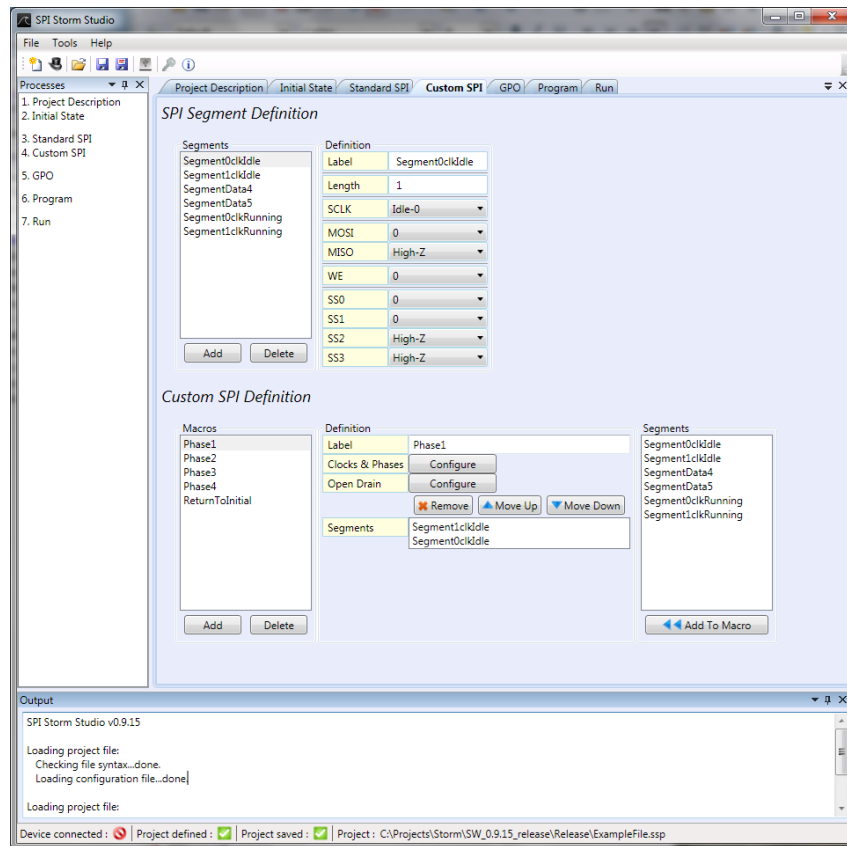 SPI Storm Studio
File Tools Help
Processes
1. Project Description
2. Initial State
3. Standard SPI
4. Custom SPI
5. GPO
6. Program
7. Run
Project Description Initial State Standard SPI Custom SPI GPO Program Run
SPI Segment Definition
Segments
Segment0clkIdle
Segment1clkIdle
SegmentData4
SegmentData5
Segment0clkRunning
Segment1clkRunning
Add Delete
Definition
Label Segment0clkIdle
Length 1
SCLK Idle-0
MOSI 0
MISO High-Z
WE 0
SS0 0
SS1 0
SS2 High-Z
SS3 High-Z
Custom SPI Definition
Macros
Phase1
Phase2
Phase3
Phase4
ReturnToInitial
Add Delete
Definition
Label Phase1
Clocks & Phases Configure
Open Drain Configure
Remove Move Up Move Down
Segments Segment1clkIdle
Segment0clkIdle
Segments
Segment0clkIdle
Segment1clkIdle
SegmentData4
SegmentData5
Segment0clkRunning
Segment1clkRunning
Add To Macro
Output
SPI Storm Studio v0.9.15
Loading project file:
Checking file syntax...done.
Loading configuration file...done.
Loading project file:
Device connected : Project defined : Project saved : Project : C:\Projects\Storm\SW_0.9.15_release\Release\ExampleFile.ssp